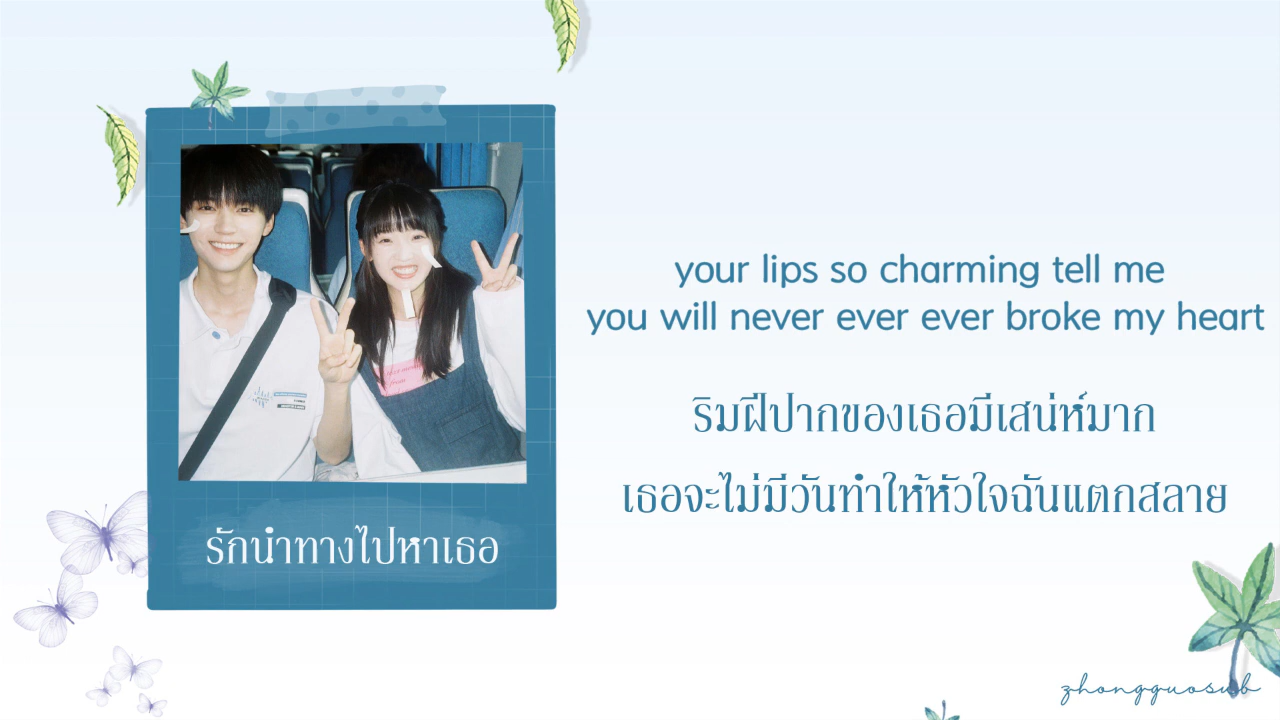 your lips so charming tell me
you will never ever ever broke my heart
ริมฝีปากของเธอมีเสน่ห์มาก
เธอจะไม่มีวันทำให้หัวใจฉันแตกสลาย
รักนำทางไปหาเธอ
zhongguosub